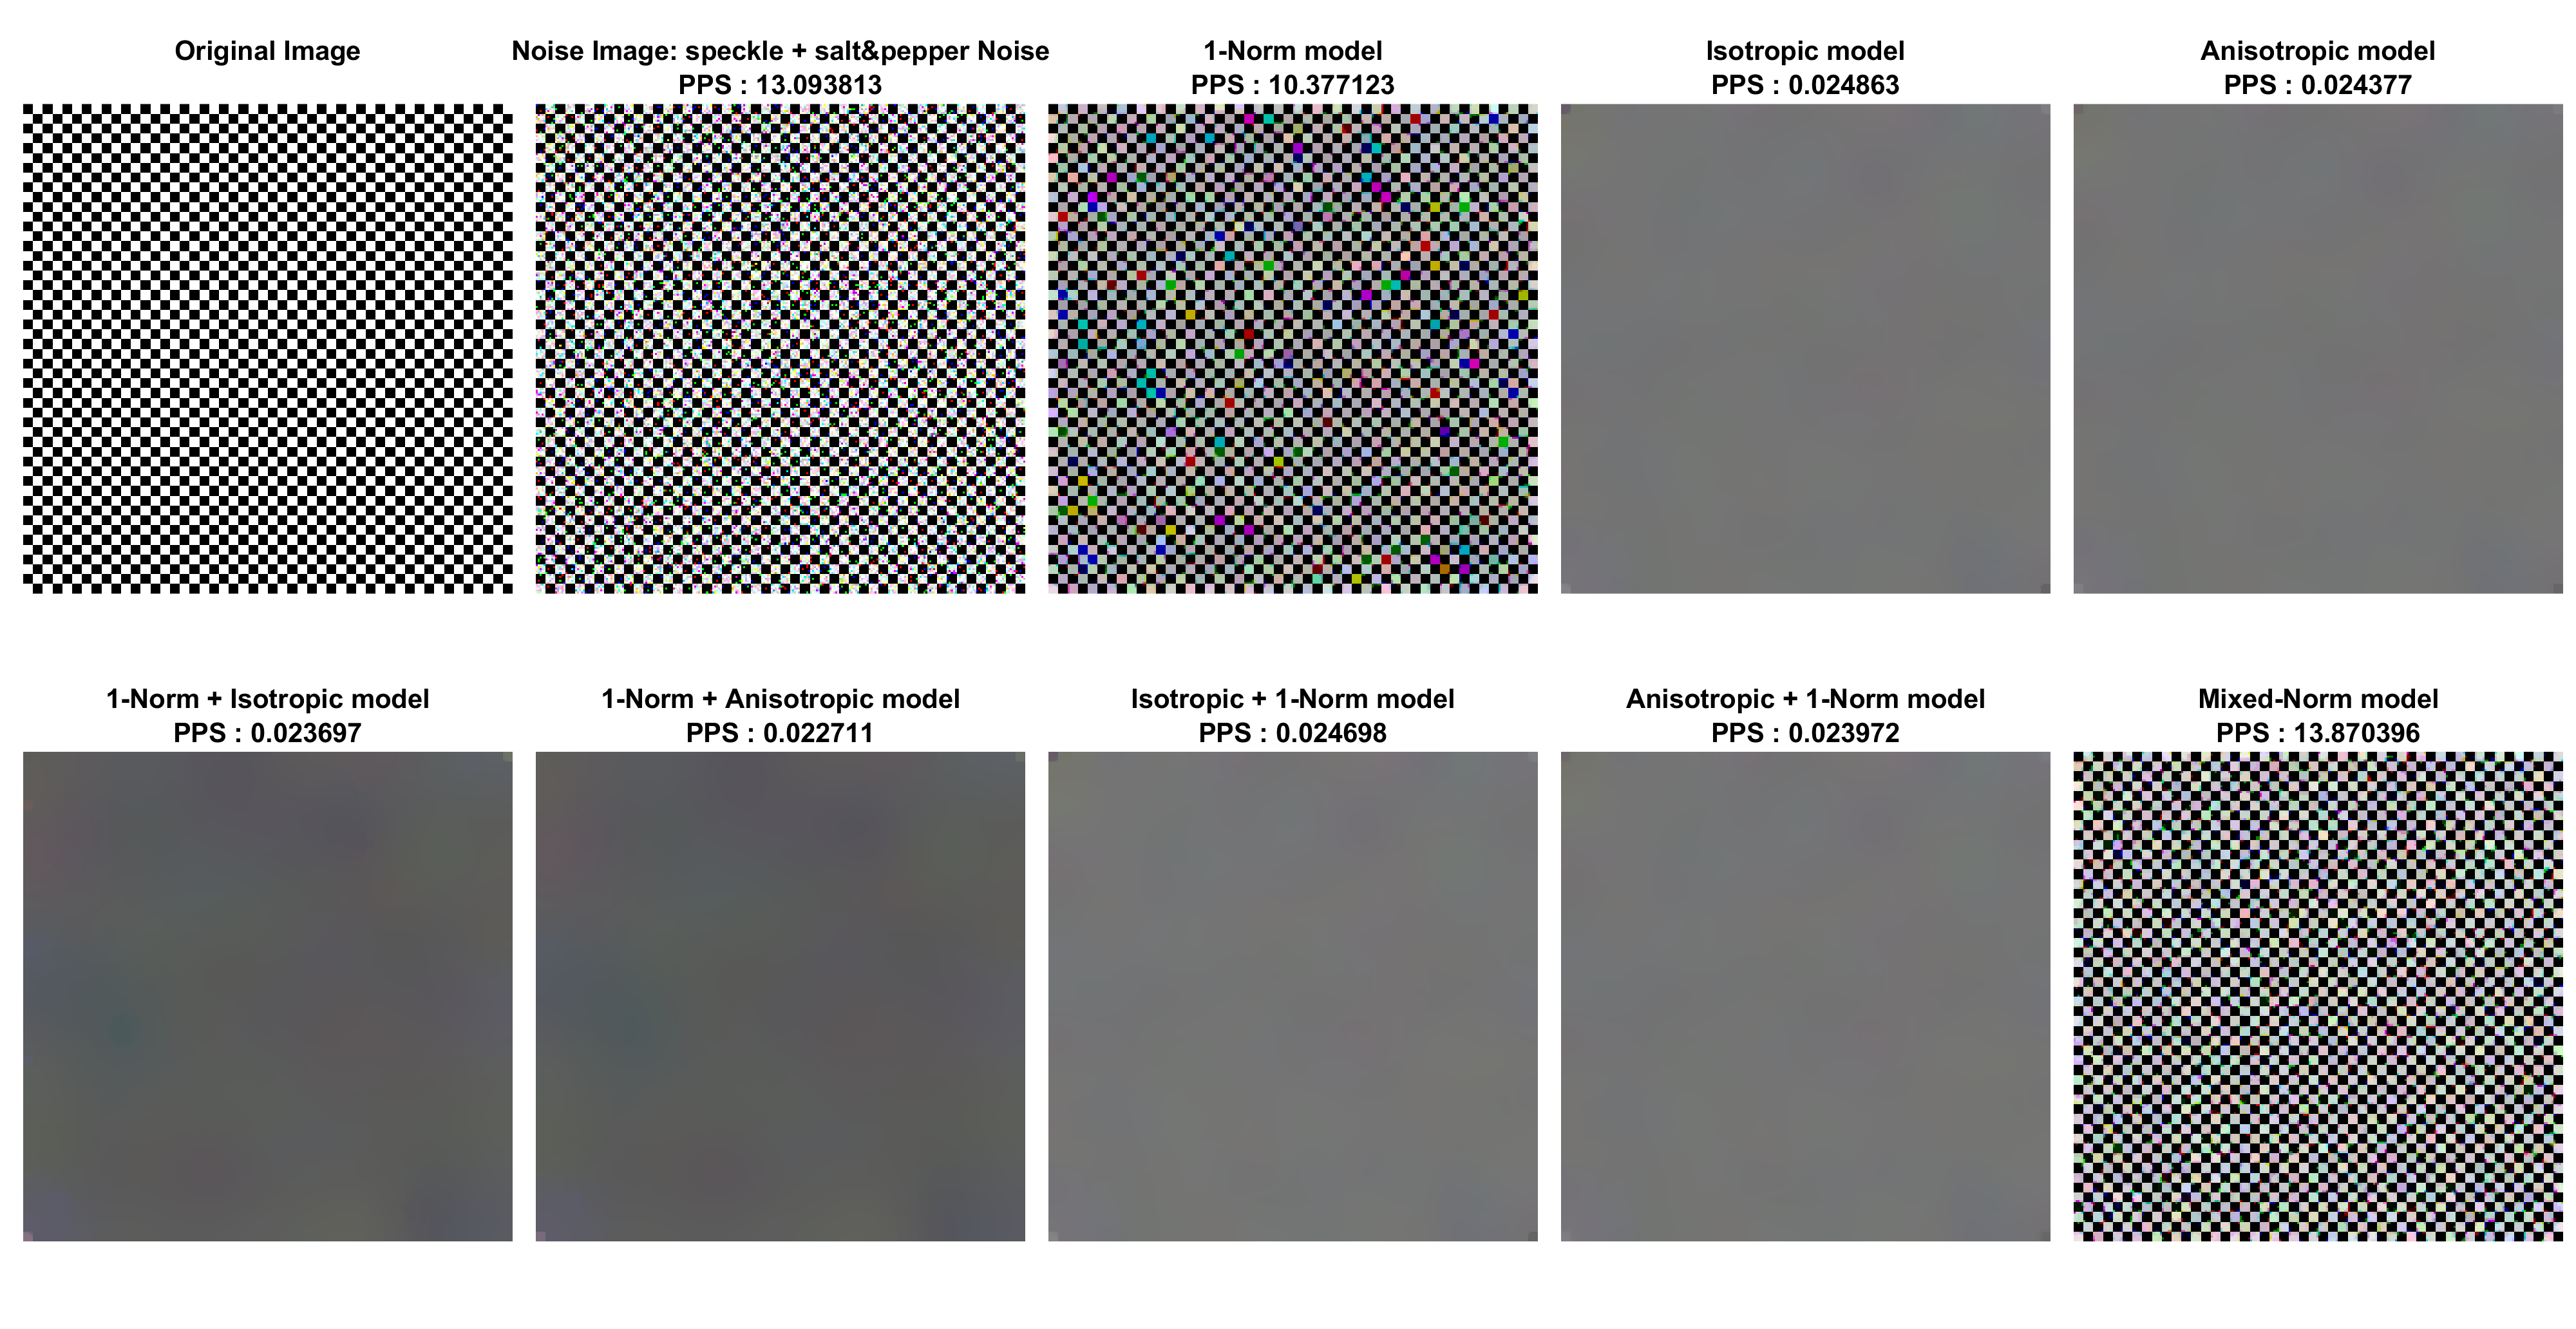 Original Image
Noise Image: speckle + salt&pepper Noise
PPS : 13.093813
1-Norm model
PPS : 10.377123
Isotropic model
PPS : 0.024863
Anisotropic model
PPS : 0.024377
1-Norm + Isotropic model
PPS : 0.023697
1-Norm + Anisotropic model
PPS : 0.022711
Isotropic + 1-Norm model
PPS : 0.024698
Anisotropic + 1-Norm model
PPS : 0.023972
Mixed-Norm model
PPS : 13.870396